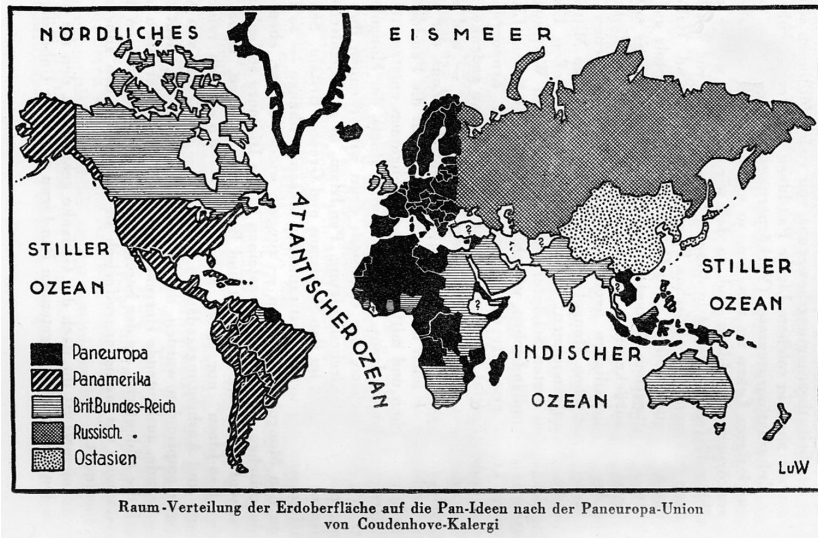 NÖRDLICHES EISMEER
ATLANTISCHER OZEAN
STILLER
OZEAN
STILLER
OZEAN
INDISCHER
OZEAN
?
?
?
?
?
Paneuropa
Panamerika
Brit.Bundes-Reich
Russisch.
Ostasien
LuW
Raum-Verteilung der Erdoberfläche auf die Pan-Ideen nach der Paneuropa-Union
von Coudenhove-Kalergi